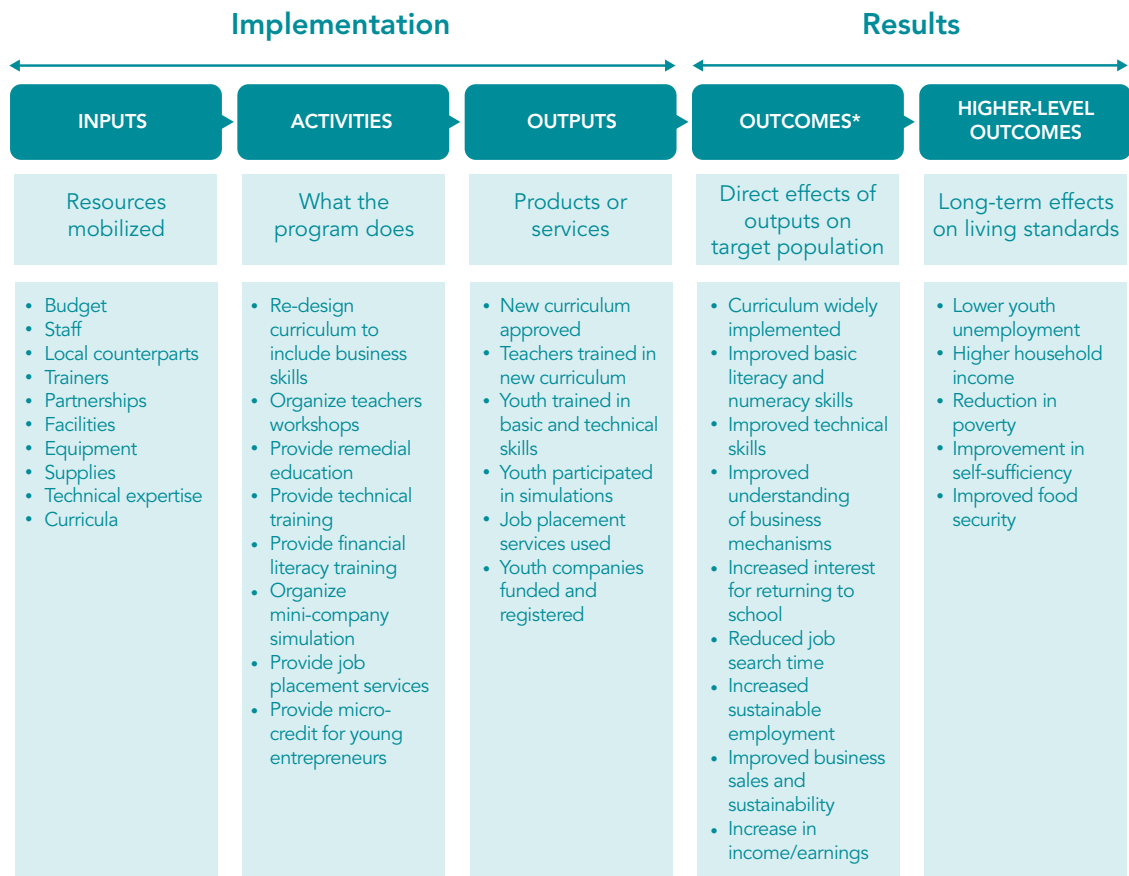 Implementation
Results
INPUTS
ACTIVITIES
OUTPUTS
OUTCOMES*
HIGHER-LEVEL
OUTCOMES
Resources
mobilized
What the
program does
Products or
services
Direct effects of
outputs on
target population
Long-term effects
on living standards
• Budget
• Staff
• Local counterparts
• Trainers
• Partnerships
• Facilities
• Equipment
• Supplies
• Technical expertise
• Curricula
• Re-design
curriculum to
include business
skills
• Organize teachers
workshops
• Provide remedial
education
• Provide technical
training
• Provide financial
literacy training
• Organize
mini-company
simulation
• Provide job
placement services
• Provide micro-
credit for young
entrepreneurs
• New curriculum
approved
• Teachers trained in
new curriculum
• Youth trained in
basic and technical
skills
• Youth participated
in simulations
• Job placement
services used
• Youth companies
funded and
registered
• Curriculum widely
implemented
• Improved basic
literacy and
numeracy skills
• Improved technical
skills
• Improved
understanding
of business
mechanisms
• Increased interest
for returning to
school
• Reduced job
search time
• Increased
sustainable
employment
• Improved business
sales and
sustainability
• Increase in
income/earnings
• Lower youth
unemployment
• Higher household
income
• Reduction in
poverty
• Improvement in
self-sufficiency
• Improved food
security